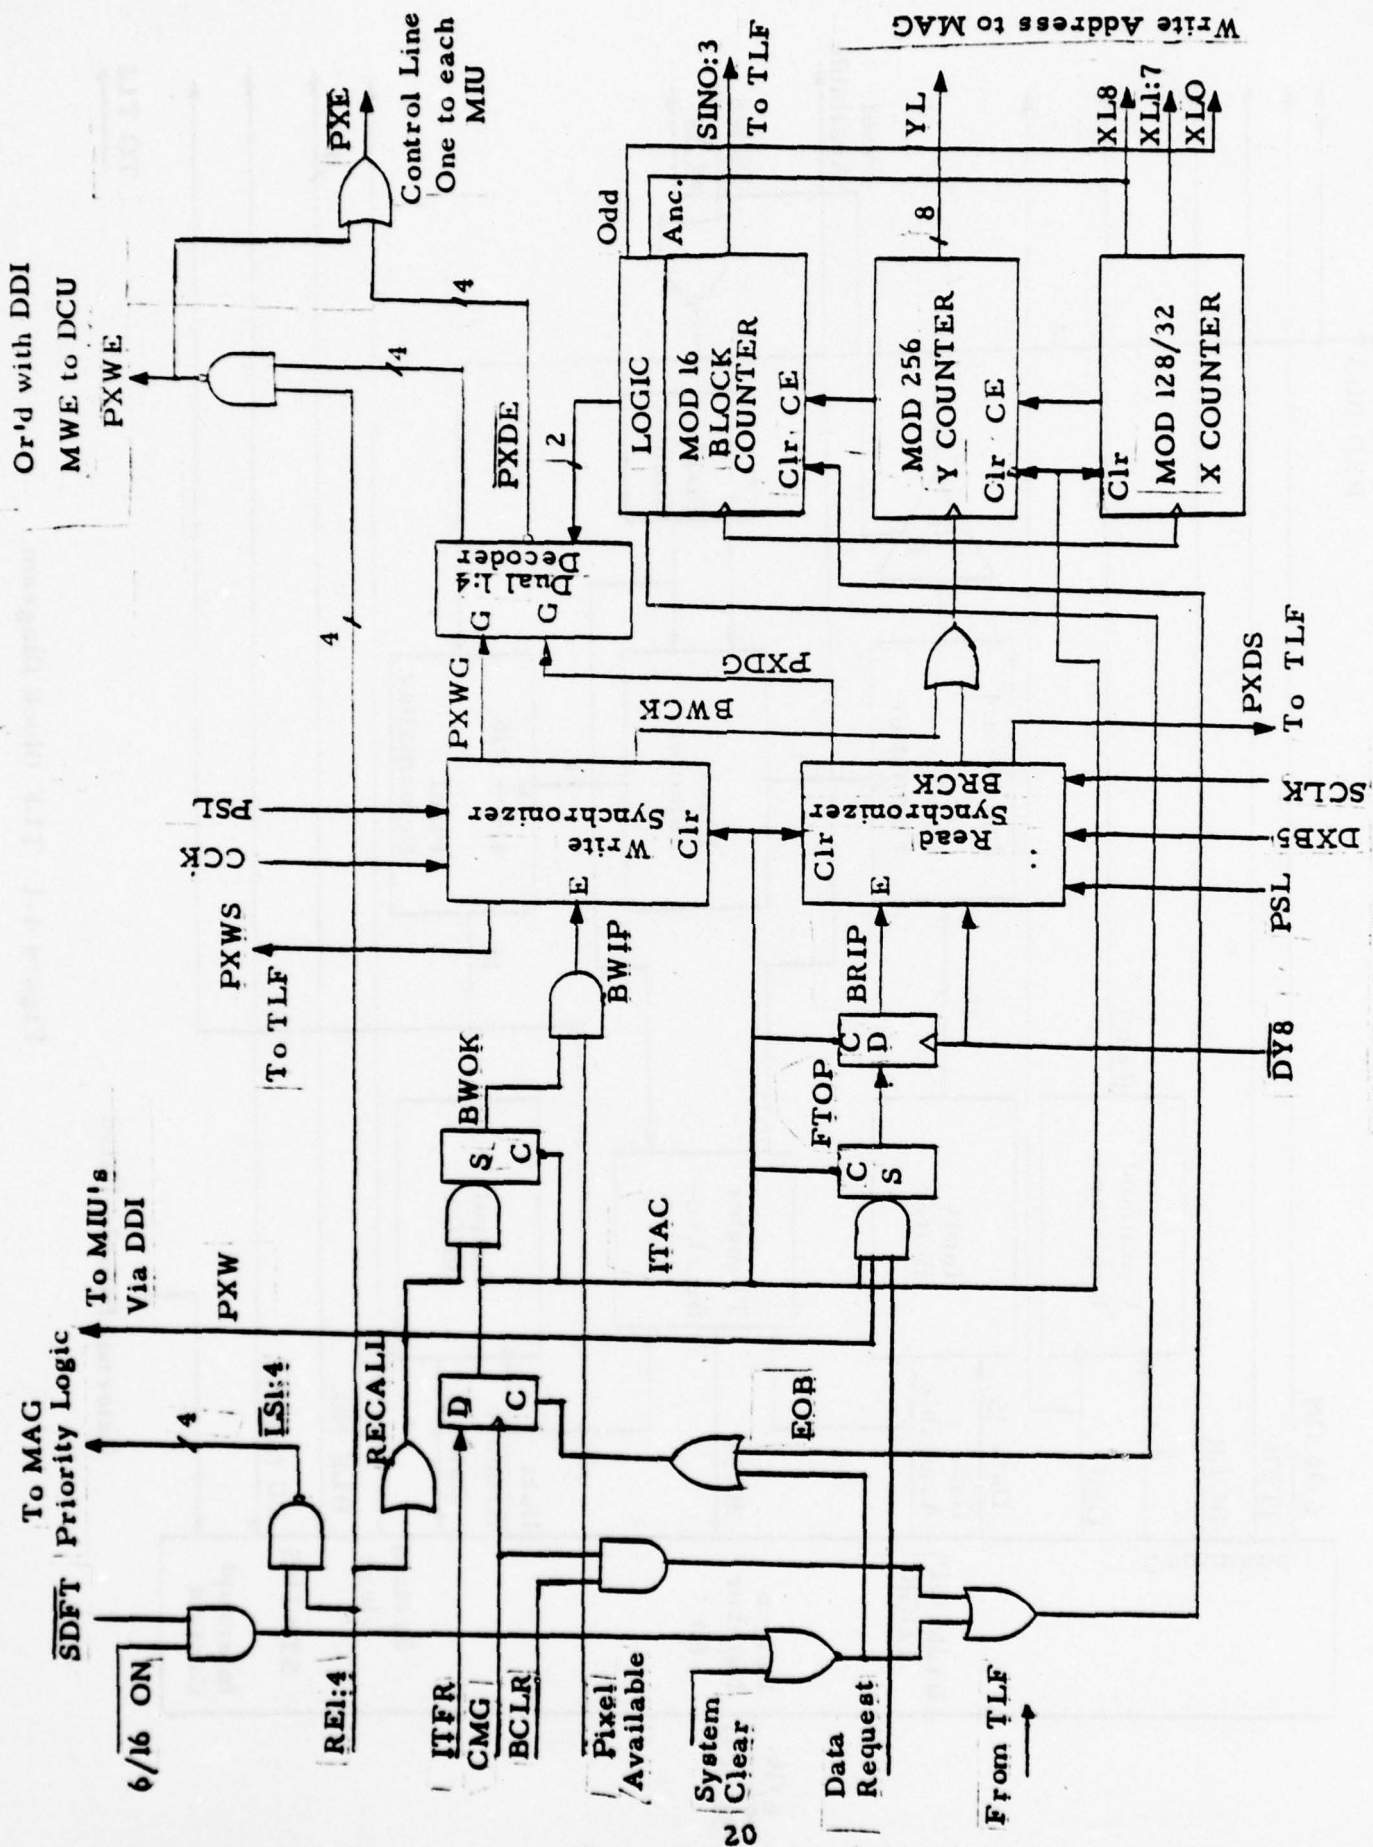 Or'd with DDI
MWE to DCU
PXWE
PXE
Control Line
One to each
MIU
4
4
4
Odd
Anc.
SINO:3
To TLF
YL
8
XL8
XL1:7
XLO
Write Address to MAG
LOGIC
MOD 16
BLOCK
COUNTER
Clr CE
MOD 256
Y COUNTER
Clr CE
Clr
MOD 128/32
X COUNTER
PXDE
2
Dual 1:4
Decoder
G
G
PXWG
PXDG
BWCK
PXDS
To TLF
PSL
CCK
PXWS
To TLF
Write
Synchronizer
E
Clr
Clr
E
Read
Synchronizer
BRCK
SCLK
DXB5
PSL
DY8
BWIP
BRIP
BWOK
S
C
C
D
FTOP
C
S
ITAC
To MIU's
Via DDI
PXW
To MAG
Priority Logic
LS1:4
4
RECALL
D
C
EOB
SDFT
6/16 ON
RE1:4
ITFR
CMG
BCLR
Pixel
Available
System
Clear
Data
Request
From TLF
20